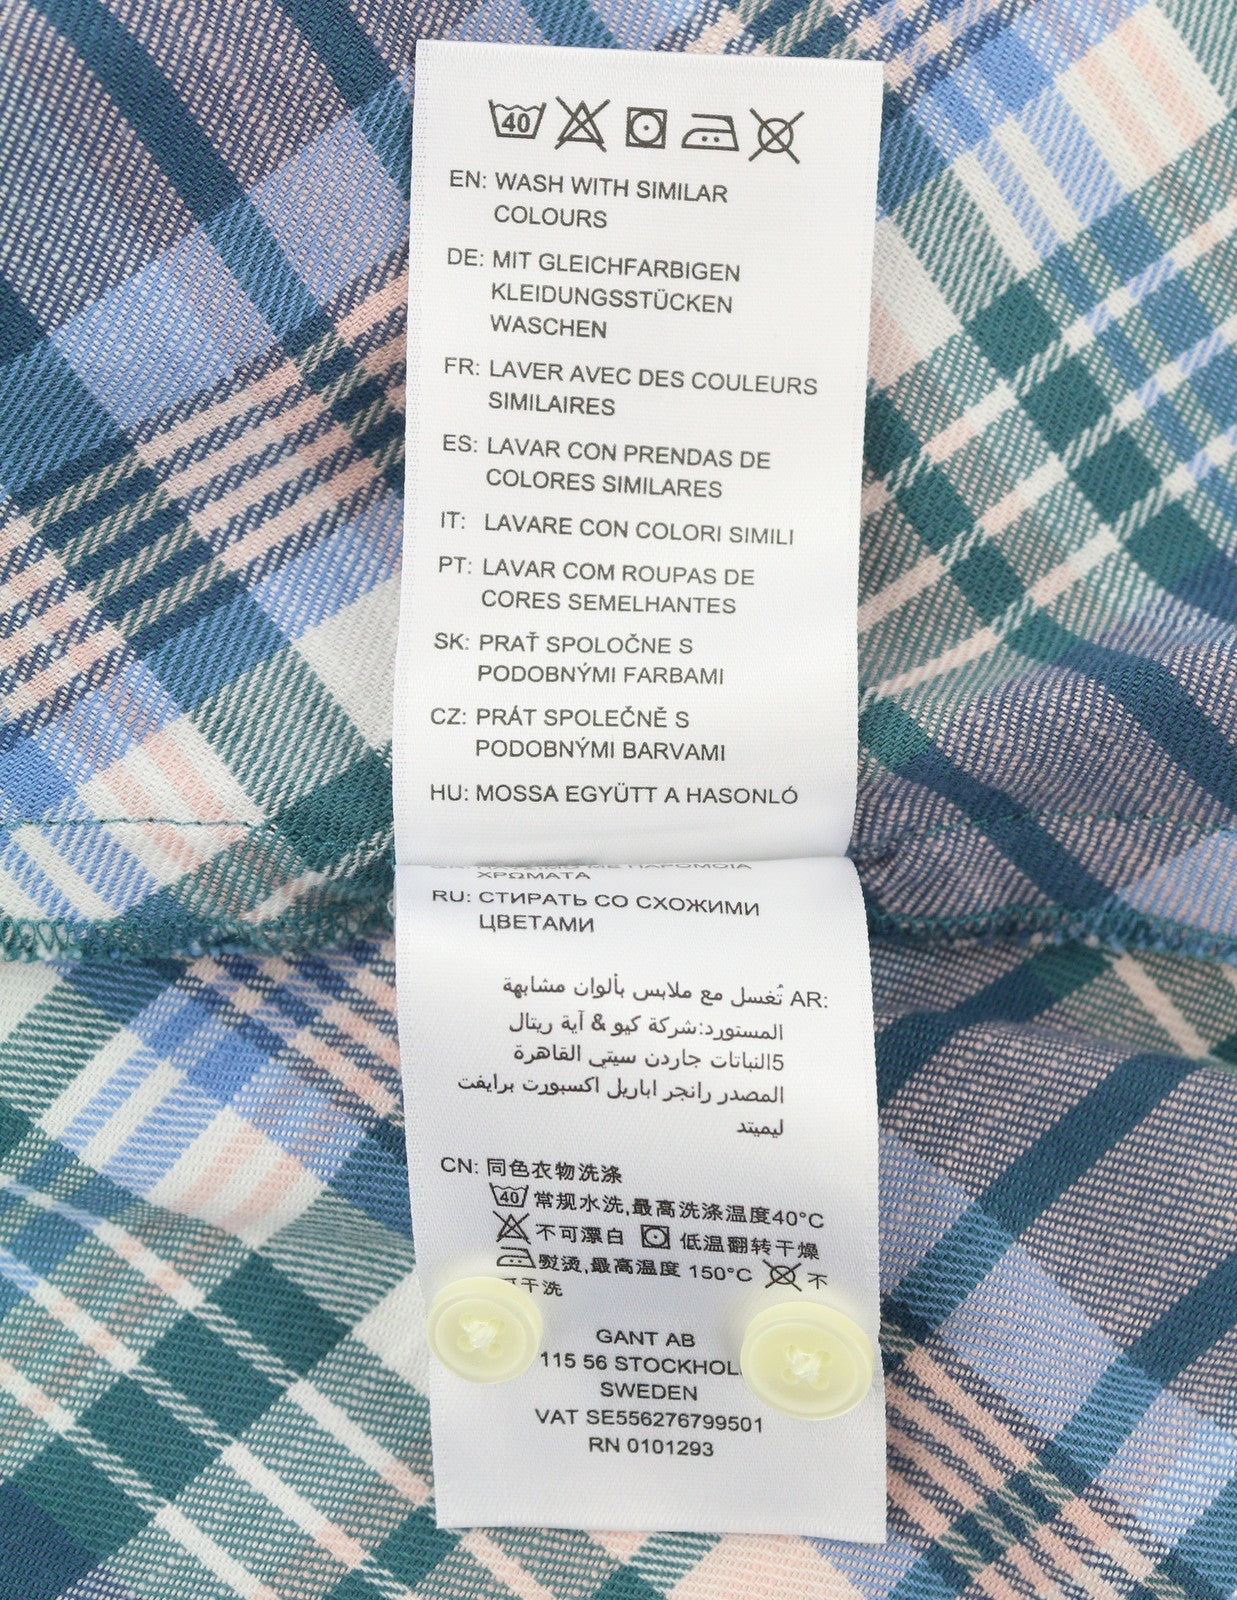 40
EN: WASH WITH SIMILAR
COLOURS
DE: MIT GLEICHFARBIGEN
KLEIDUNGSSTÜCKEN
WASCHEN
FR: LAVER AVEC DES COULEURS
SIMILAIRES
ES: LAVAR CON PRENDAS DE
COLORES SIMILARES
IT: LAVARE CON COLORI SIMILI
PT: LAVAR COM ROUPAS DE
CORES SEMELHANTES
SK: PRAŤ SPOLOČNE S
PODOBNÝMI FARBAMI
CZ: PRÁT SPOLEČNĚ S
PODOBNÝMI BARVAMI
HU: MOSSA EGYÜTT A HASONLÓ
ΠΑΡΟΜΟΙΑ
ΧΡΩΜΑΤΑ
RU: СТИРАТЬ СО СХОЖИМИ
ЦВЕТАМИ
AR: تُغسل مع ملابس بألوان مشابهة
المستورد:شركة كيو & آية ريتال
5النباتات جاردن سيتي القاهرة
المصدر رانجر اباريل اكسبورت برايفت
ليميتد
CN: 同色衣物洗涤
40 常规水洗,最高洗涤温度40°C
不可漂白 低温翻转干燥
熨烫,最高温度 150°C 不
干洗
GANT AB
115 56 STOCKHOL
SWEDEN
VAT SE556276799501
RN 0101293